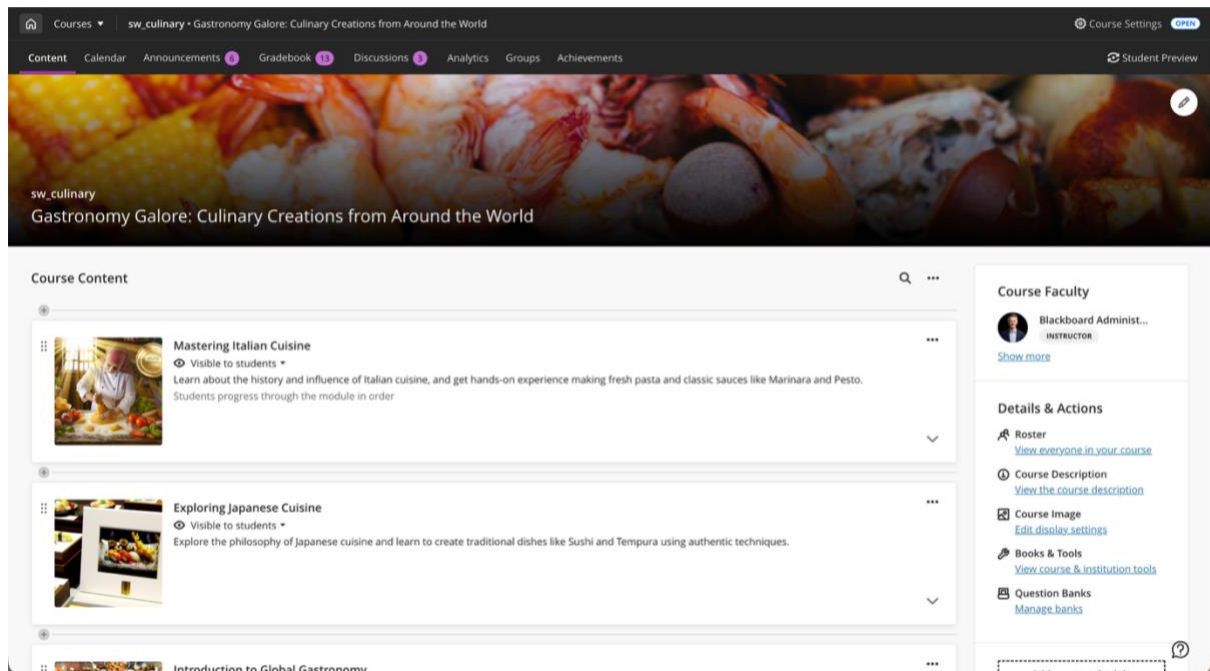 Courses
sw_culinary • Gastronomy Galore: Culinary Creations from Around the World
Course Settings OPEN
Content Calendar Announcements 6 Gradebook 13 Discussions 3 Analytics Groups Achievements
Student Preview
sw_culinary
Gastronomy Galore: Culinary Creations from Around the World
Course Content
Mastering Italian Cuisine
Visible to students
Learn about the history and influence of Italian cuisine, and get hands-on experience making fresh pasta and classic sauces like Marinara and Pesto.
Students progress through the module in order
Exploring Japanese Cuisine
Visible to students
Explore the philosophy of Japanese cuisine and learn to create traditional dishes like Sushi and Tempura using authentic techniques.
Introduction to Global Gastronomy
Course Faculty
Blackboard Administ...
INSTRUCTOR
Show more
Details & Actions
Roster
View everyone in your course
Course Description
View the course description
Course Image
Edit display settings
Books & Tools
View course & institution tools
Question Banks
Manage banks